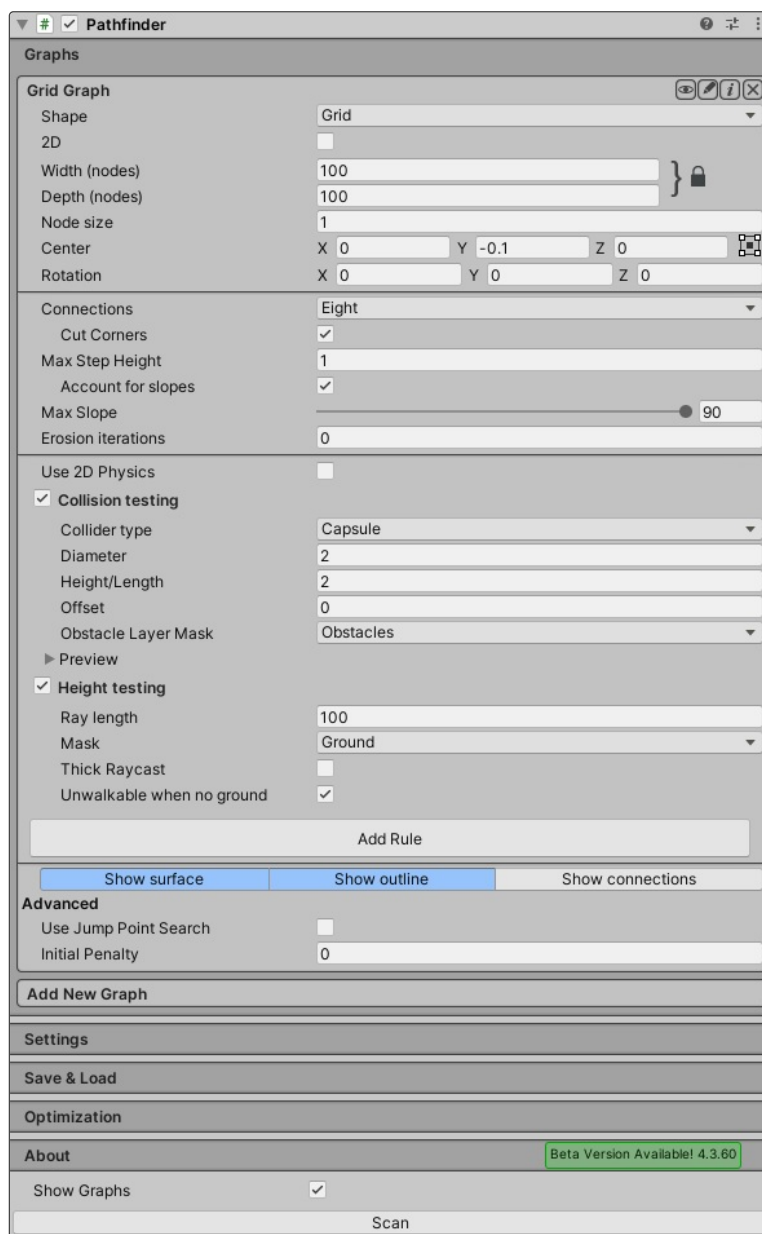 Pathfinder
Graphs
Grid Graph
Shape Grid
2D
Width (nodes) 100
Depth (nodes) 100
Node size 1
Center X 0 Y -0.1 Z 0
Rotation X 0 Y 0 Z 0
Connections Eight
Cut Corners
Max Step Height 1
Account for slopes
Max Slope 90
Erosion iterations 0
Use 2D Physics
Collision testing
Collider type Capsule
Diameter 2
Height/Length 2
Offset 0
Obstacle Layer Mask Obstacles
Preview
Height testing
Ray length 100
Mask Ground
Thick Raycast
Unwalkable when no ground
Add Rule
Show surface Show outline Show connections
Advanced
Use Jump Point Search
Initial Penalty 0
Add New Graph
Settings
Save & Load
Optimization
About Beta Version Available! 4.3.60
Show Graphs
Scan